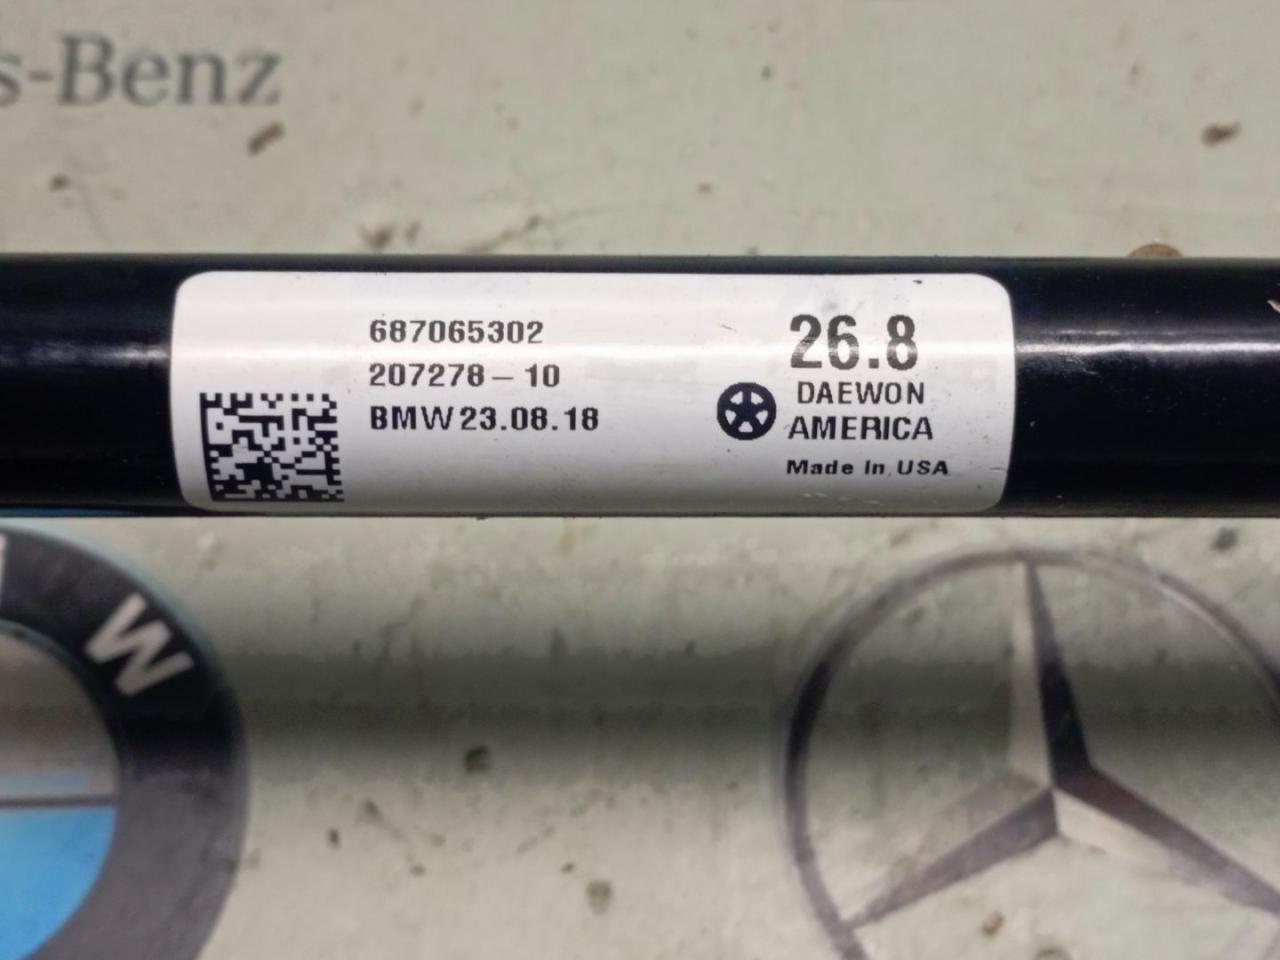 s-Benz
687065302
207278-10
BMW 23.08.18
26.8
DAEWON
AMERICA
Made In USA
W